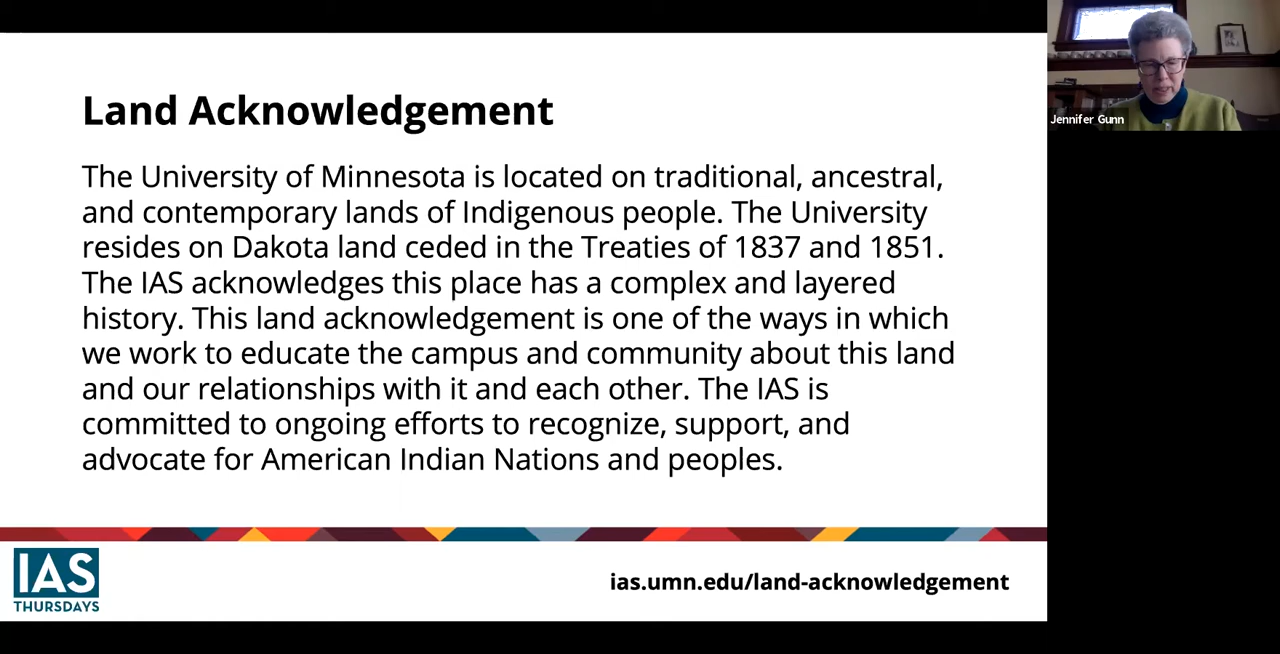 Land Acknowledgement
The University of Minnesota is located on traditional, ancestral,
and contemporary lands of Indigenous people. The University
resides on Dakota land ceded in the Treaties of 1837 and 1851.
The IAS acknowledges this place has a complex and layered
history. This land acknowledgement is one of the ways in which
we work to educate the campus and community about this land
and our relationships with it and each other. The IAS is
committed to ongoing efforts to recognize, support, and
advocate for American Indian Nations and peoples.
IAS
THURSDAYS
ias.umn.edu/land-acknowledgement
Jennifer Gunn